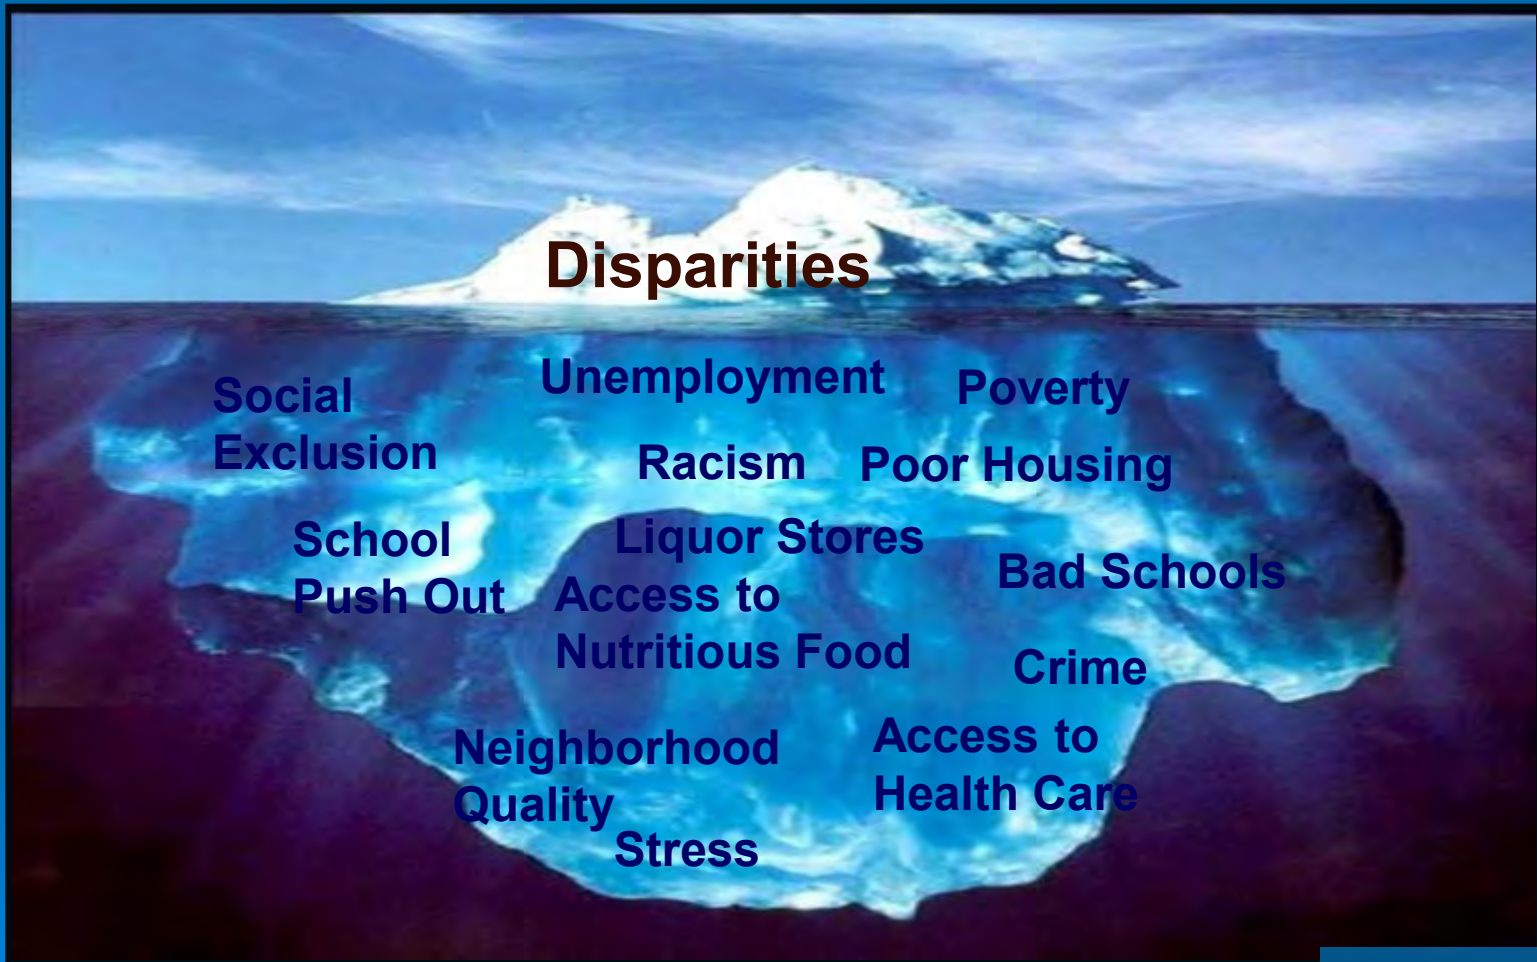 Disparities
Unemployment
Poverty
Social
Exclusion
Racism
Poor Housing
School
Push Out
Liquor Stores
Access to
Nutritious Food
Bad Schools
Crime
Neighborhood
Quality
Access to
Health Care
Stress